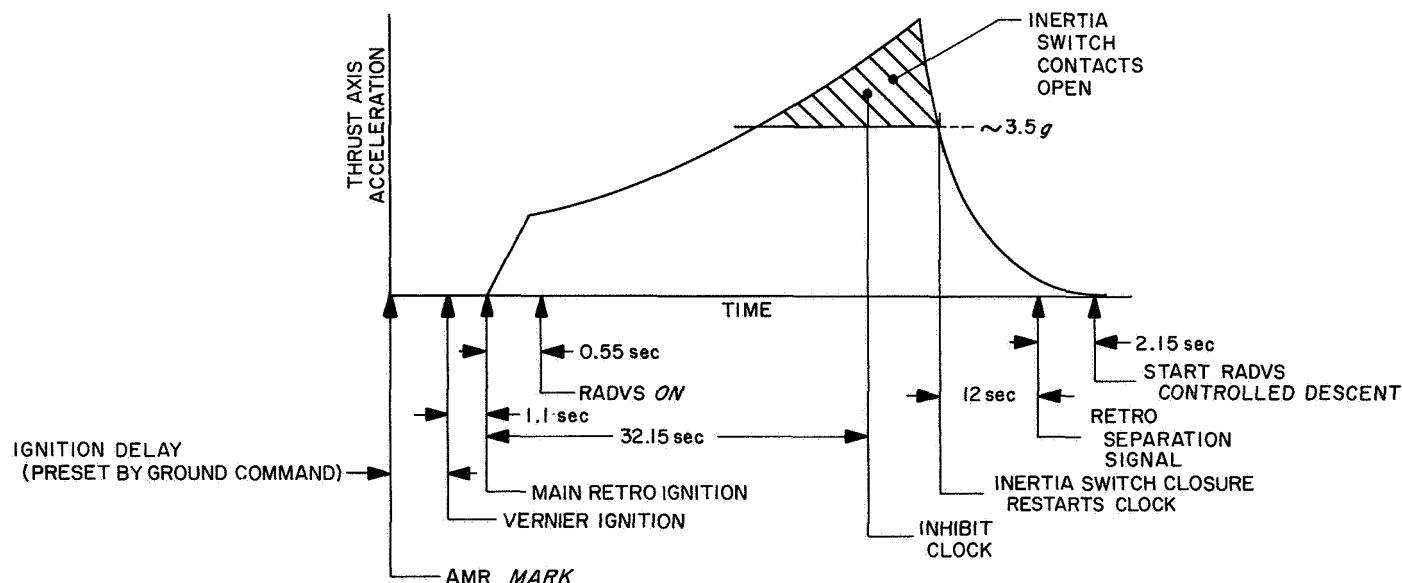 THRUST AXIS
ACCELERATION
INERTIA
SWITCH
CONTACTS
OPEN
~3.5 g
TIME
0.55 sec
RADVS ON
1.1 sec
32.15 sec
2.15 sec
START RADVS
CONTROLLED DESCENT
12 sec
RETRO
SEPARATION
SIGNAL
IGNITION DELAY
(PRESET BY GROUND COMMAND)
MAIN RETRO IGNITION
VERNIER IGNITION
INERTIA SWITCH CLOSURE
RESTARTS CLOCK
INHIBIT
CLOCK
AMR MARK